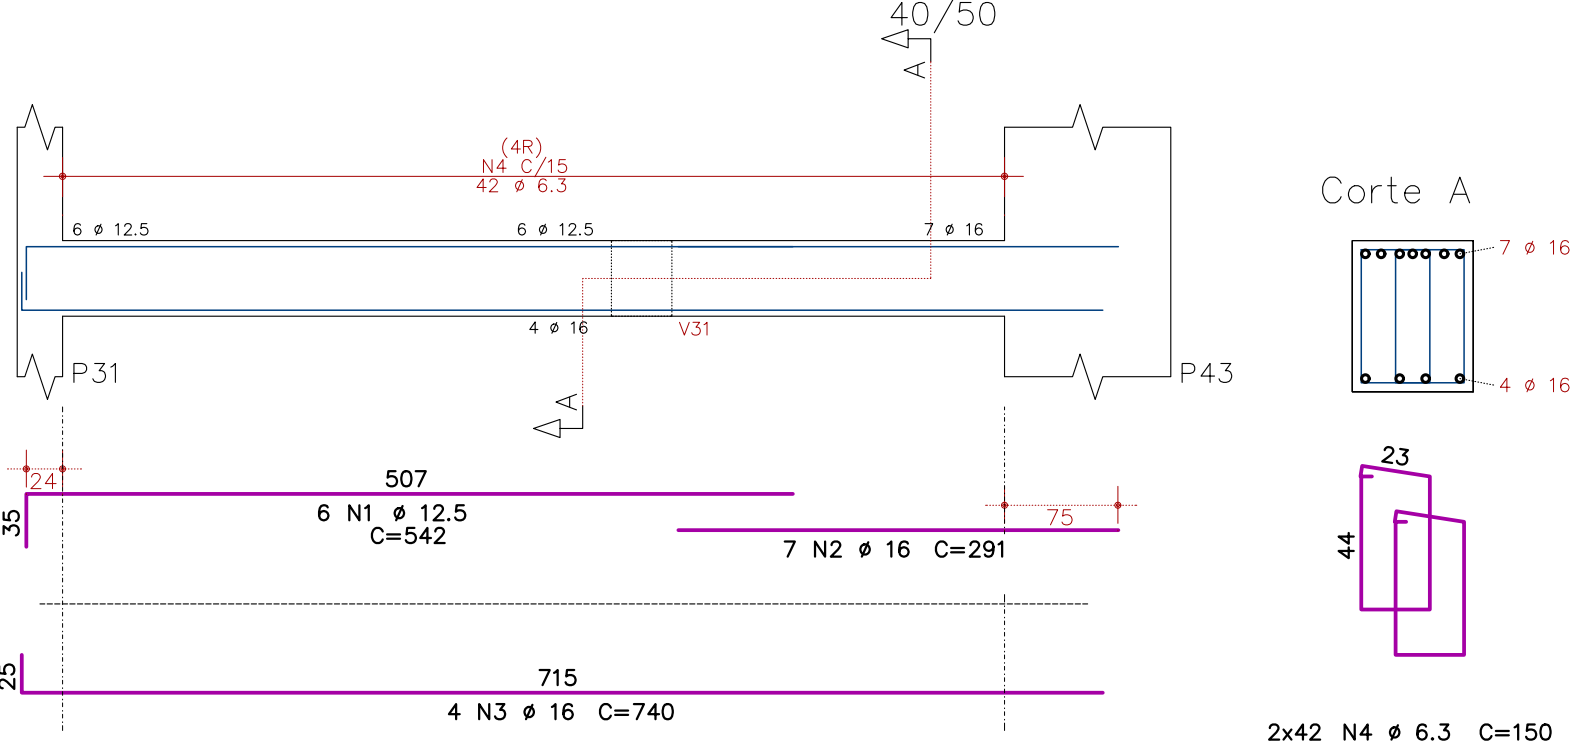 40/50
A
(4R)
N4 C/15
42 ø 6.3
Corte A
6 ø 12.5
6 ø 12.5
7 ø 16
7 ø 16
4 ø 16
V31
P31
P43
4 ø 16
A
24
507
23
35
6 N1 ø 12.5
C=542
75
7 N2 ø 16 C=291
44
25
715
4 N3 ø 16 C=740
2x42 N4 ø 6.3 C=150